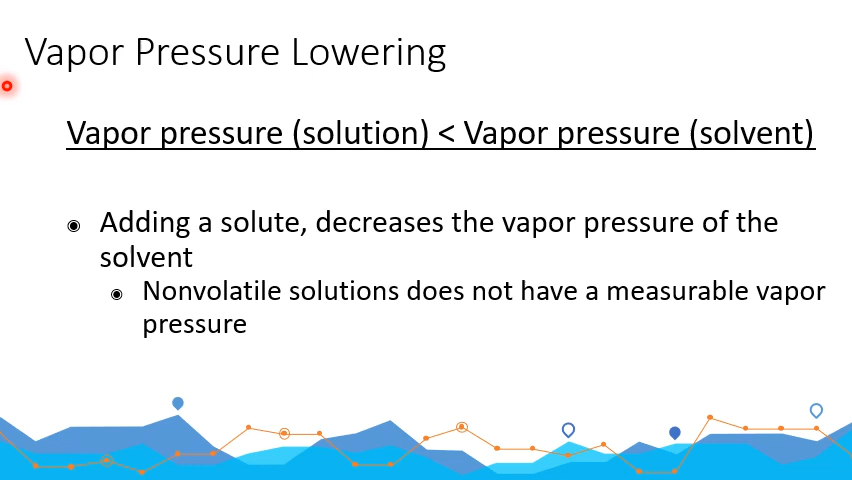 Vapor Pressure Lowering
Vapor pressure (solution) < Vapor pressure (solvent)
Adding a solute, decreases the vapor pressure of the
solvent
Nonvolatile solutions does not have a measurable vapor
pressure